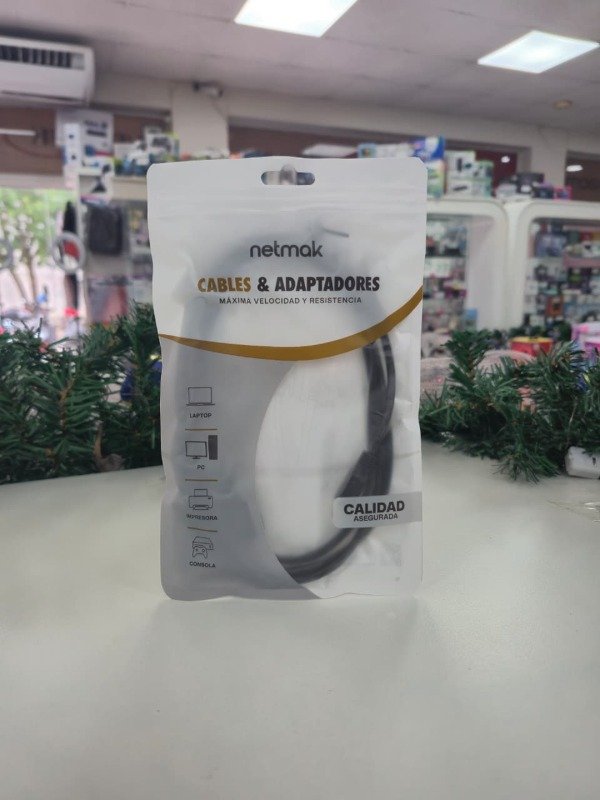 netmak
CABLES & ADAPTADORES
MÁXIMA VELOCIDAD Y RESISTENCIA
LAPTOP
PC
IMPRESORA
CONSOLA
CALIDAD
ASEGURADA